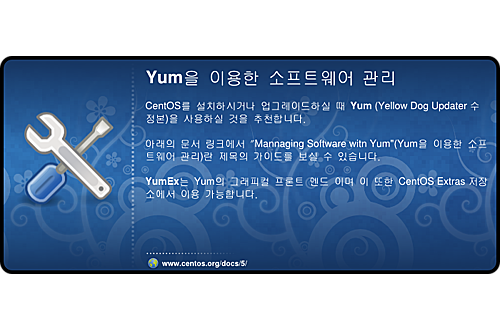 Yum을 이용한 소프트웨어 관리
CentOS를 설치하시거나 업그레이드하실 때 Yum (Yellow Dog Updater 수
정본)을 사용하실 것을 추천합니다.
아래의 문서 링크에서 “Mannaging Software witn Yum"(Yum을 이용한 소프
트웨어 관리)란 제목의 가이드를 보실 수 있습니다.
YumEx는 Yum의 그래피컬 프론트 엔드 이며 이 또한 CentOS Extras 저장
소에서 이용 가능합니다.
www.centos.org/docs/5/